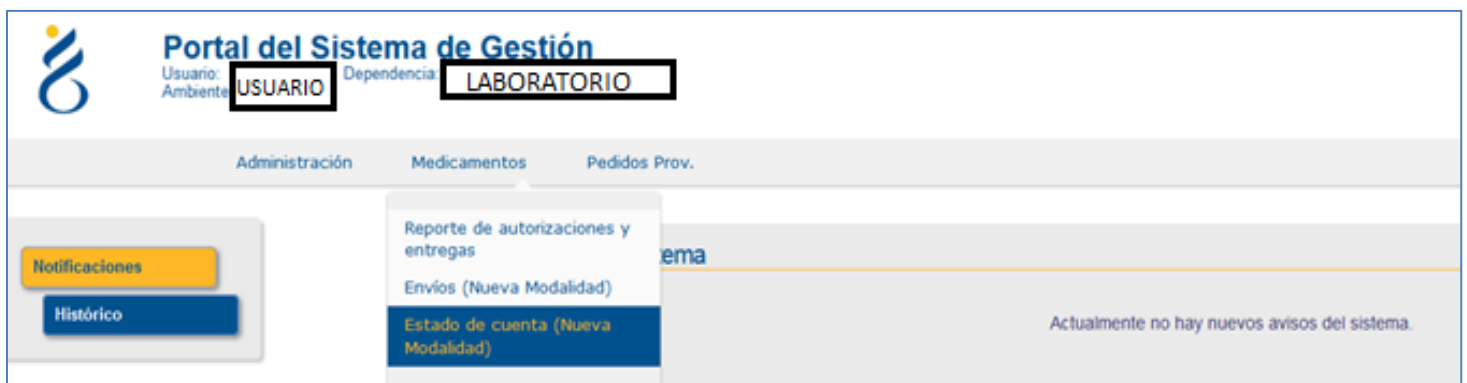 Portal del Sistema de Gestión
Usuario: USUARIO Dependencia: LABORATORIO
Ambiente
Administración Medicamentos Pedidos Prov.
Reporte de autorizaciones y
entregas
Envíos (Nueva Modalidad)
Estado de cuenta (Nueva
Modalidad)
ema
Notificaciones
Histórico
Actualmente no hay nuevos avisos del sistema.